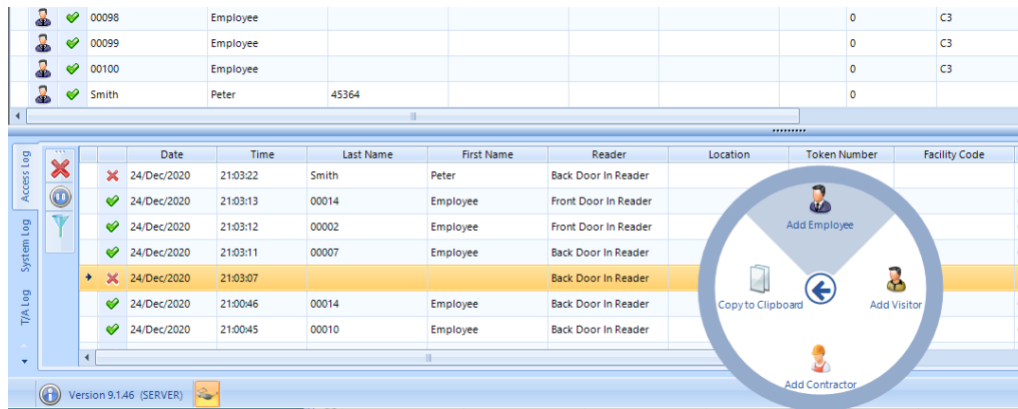 00098 Employee 0 C3
00099 Employee 0 C3
00100 Employee 0 C3
Smith Peter 45364 0
Access Log
System Log
T/A Log
Date Time Last Name First Name Reader Location Token Number Facility Code
24/Dec/2020 21:03:22 Smith Peter Back Door In Reader
24/Dec/2020 21:03:13 00014 Employee Front Door In Reader
24/Dec/2020 21:03:12 00002 Employee Front Door In Reader
24/Dec/2020 21:03:11 00007 Employee Back Door In Reader
24/Dec/2020 21:03:07 Back Door In Reader
24/Dec/2020 21:00:46 00014 Employee Back Door In Reader
24/Dec/2020 21:00:45 00010 Employee Back Door In Reader
Add Employee
Copy to Clipboard
Add Visitor
Add Contractor
Version 9.1.46 (SERVER)